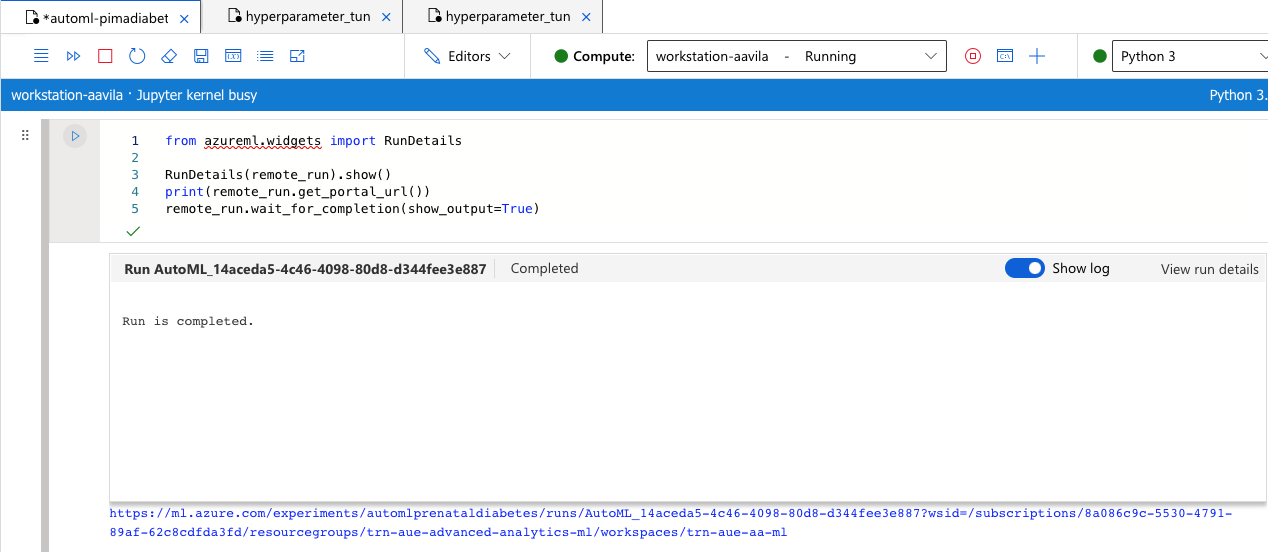 *automl-pimadiabet
hyperparameter_tun
hyperparameter_tun
Editors
Compute:
workstation-aavila - Running
Python 3
workstation-aavila · Jupyter kernel busy
Python 3.
1 from azureml.widgets import RunDetails
2
3 RunDetails(remote_run).show()
4 print(remote_run.get_portal_url())
5 remote_run.wait_for_completion(show_output=True)
Run AutoML_14aceda5-4c46-4098-80d8-d344fee3e887 Completed
Show log
View run details
Run is completed.
https://ml.azure.com/experiments/automlprenataldiabetes/runs/AutoML_14aceda5-4c46-4098-80d8-d344fee3e887?wsid=/subscriptions/8a086c9c-5530-4791-
89af-62c8cdfda3fd/resourcegroups/trn-aue-advanced-analytics-ml/workspaces/trn-aue-aa-ml